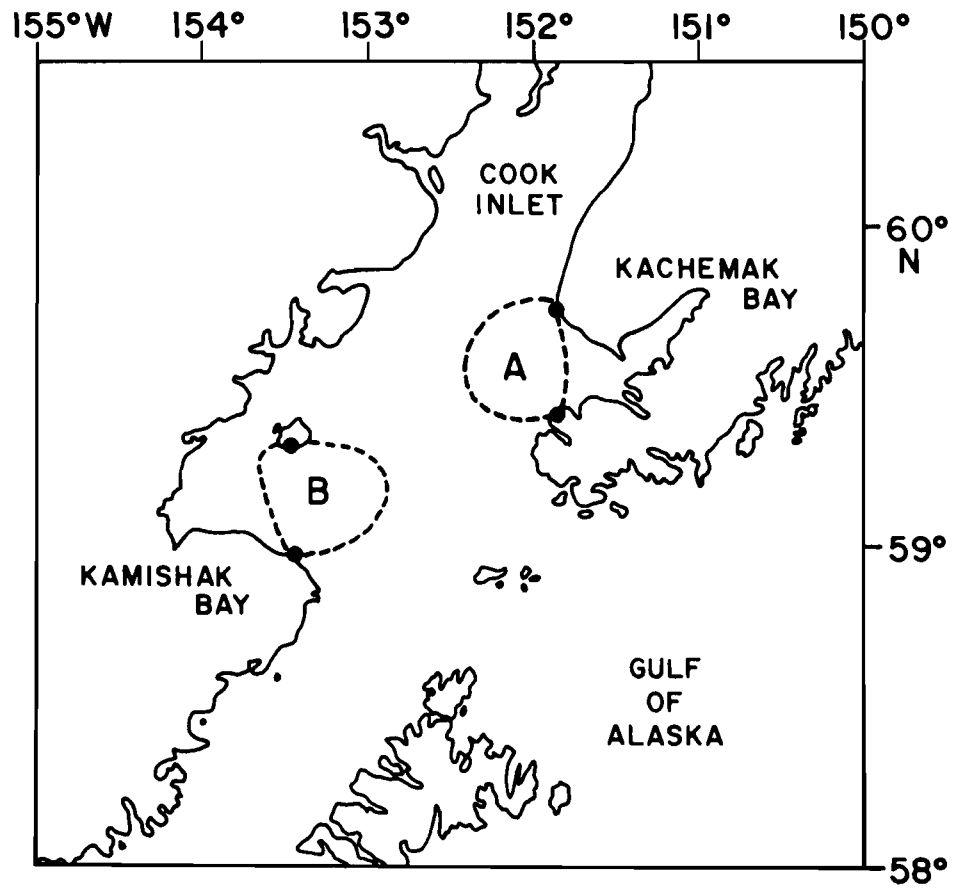 155°W 154° 153° 152° 151° 150°
COOK
INLET
60°
N
KACHEMAK
BAY
A
B
59°
KAMISHAK
BAY
GULF
OF
ALASKA
58°